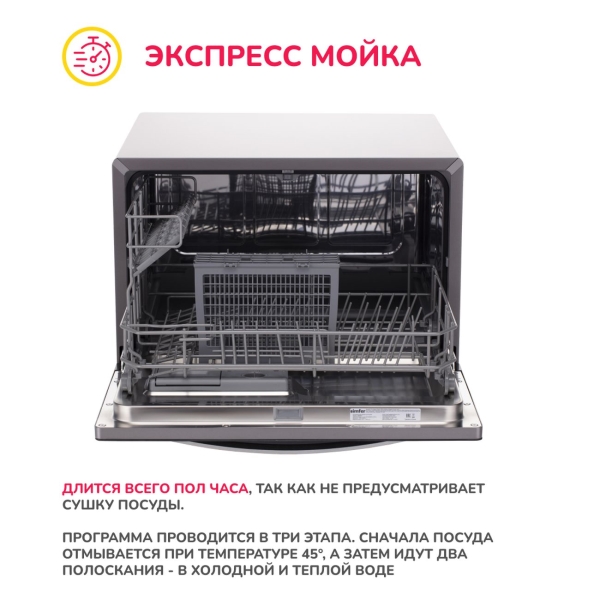 ЭКСПРЕСС МОЙКА
simfer
ДЛИТСЯ ВСЕГО ПОЛ ЧАСА, ТАК КАК НЕ ПРЕДУСМАТРИВАЕТ
СУШКУ ПОСУДЫ.
ПРОГРАММА ПРОВОДИТСЯ В ТРИ ЭТАПА. СНАЧАЛА ПОСУДА
ОТМЫВАЕТСЯ ПРИ ТЕМПЕРАТУРЕ 45°, А ЗАТЕМ ИДУТ ДВА
ПОЛОСКАНИЯ - В ХОЛОДНОЙ И ТЕПЛОЙ ВОДЕ